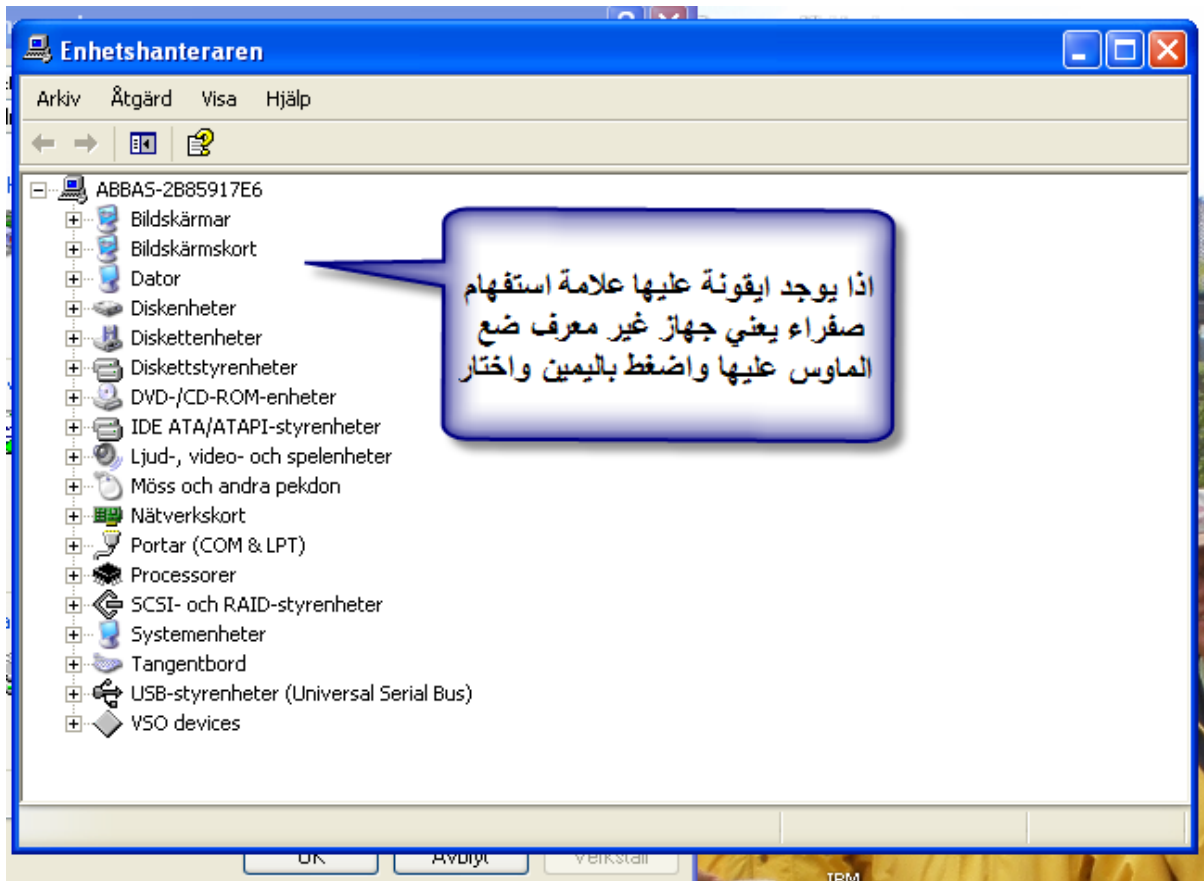 Enhetshanteraren
Arkiv Åtgärd Visa Hjälp
ABBAS-2B85917E6
Bildskärmar
Bildskärmskort
Dator
Diskenheter
Diskettenheter
Diskettstyrenheter
DVD-/CD-ROM-enheter
IDE ATA/ATAPI-styrenheter
Ljud-, video- och spelenheter
Möss och andra pekdon
Nätverkskort
Portar (COM & LPT)
Processorer
SCSI- och RAID-styrenheter
Systemenheter
Tangentbord
USB-styrenheter (Universal Serial Bus)
VSO devices
اذا يوجد ايقونة عليها علامة استفهام
صفراء يعني جهاز غير معرف ضع
الماوس عليها واضغط باليمين واختار
OK Avbryt Verkställ
IBM